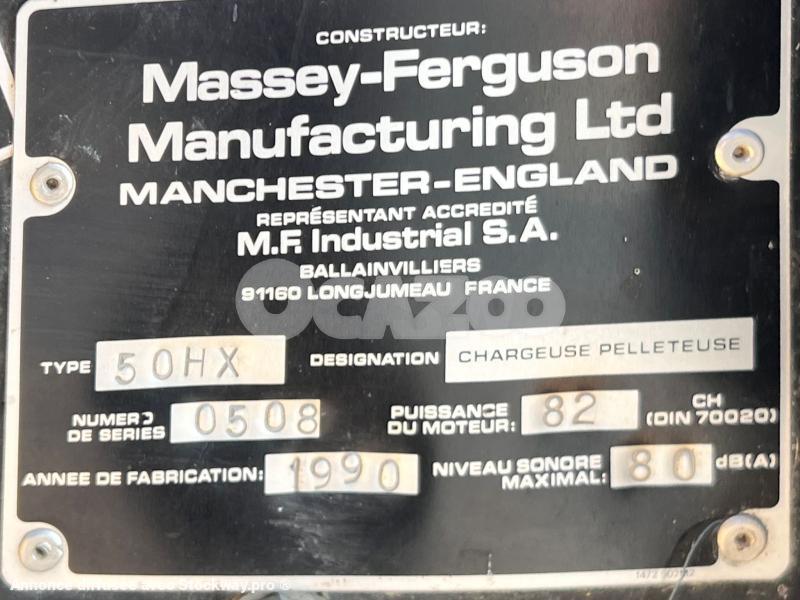 CONSTRUCTEUR:
Massey-Ferguson
Manufacturing Ltd
MANCHESTER-ENGLAND
REPRÉSENTANT ACCREDITÉ
M.F. Industrial S.A.
BALLAINVILLIERS
91160 LONGJUMEAU FRANCE
OCAZOO
TYPE 50HX DESIGNATION CHARGEUSE PELLETEUSE
NUMERO DE SERIES 0508 PUISSANCE DU MOTEUR: 82 CH (DIN 70020)
ANNEE DE FABRICATION: 1990 NIVEAU SONORE MAXIMAL: 80 dB(A)
Annonce diffusée avec Stockway.pro ®